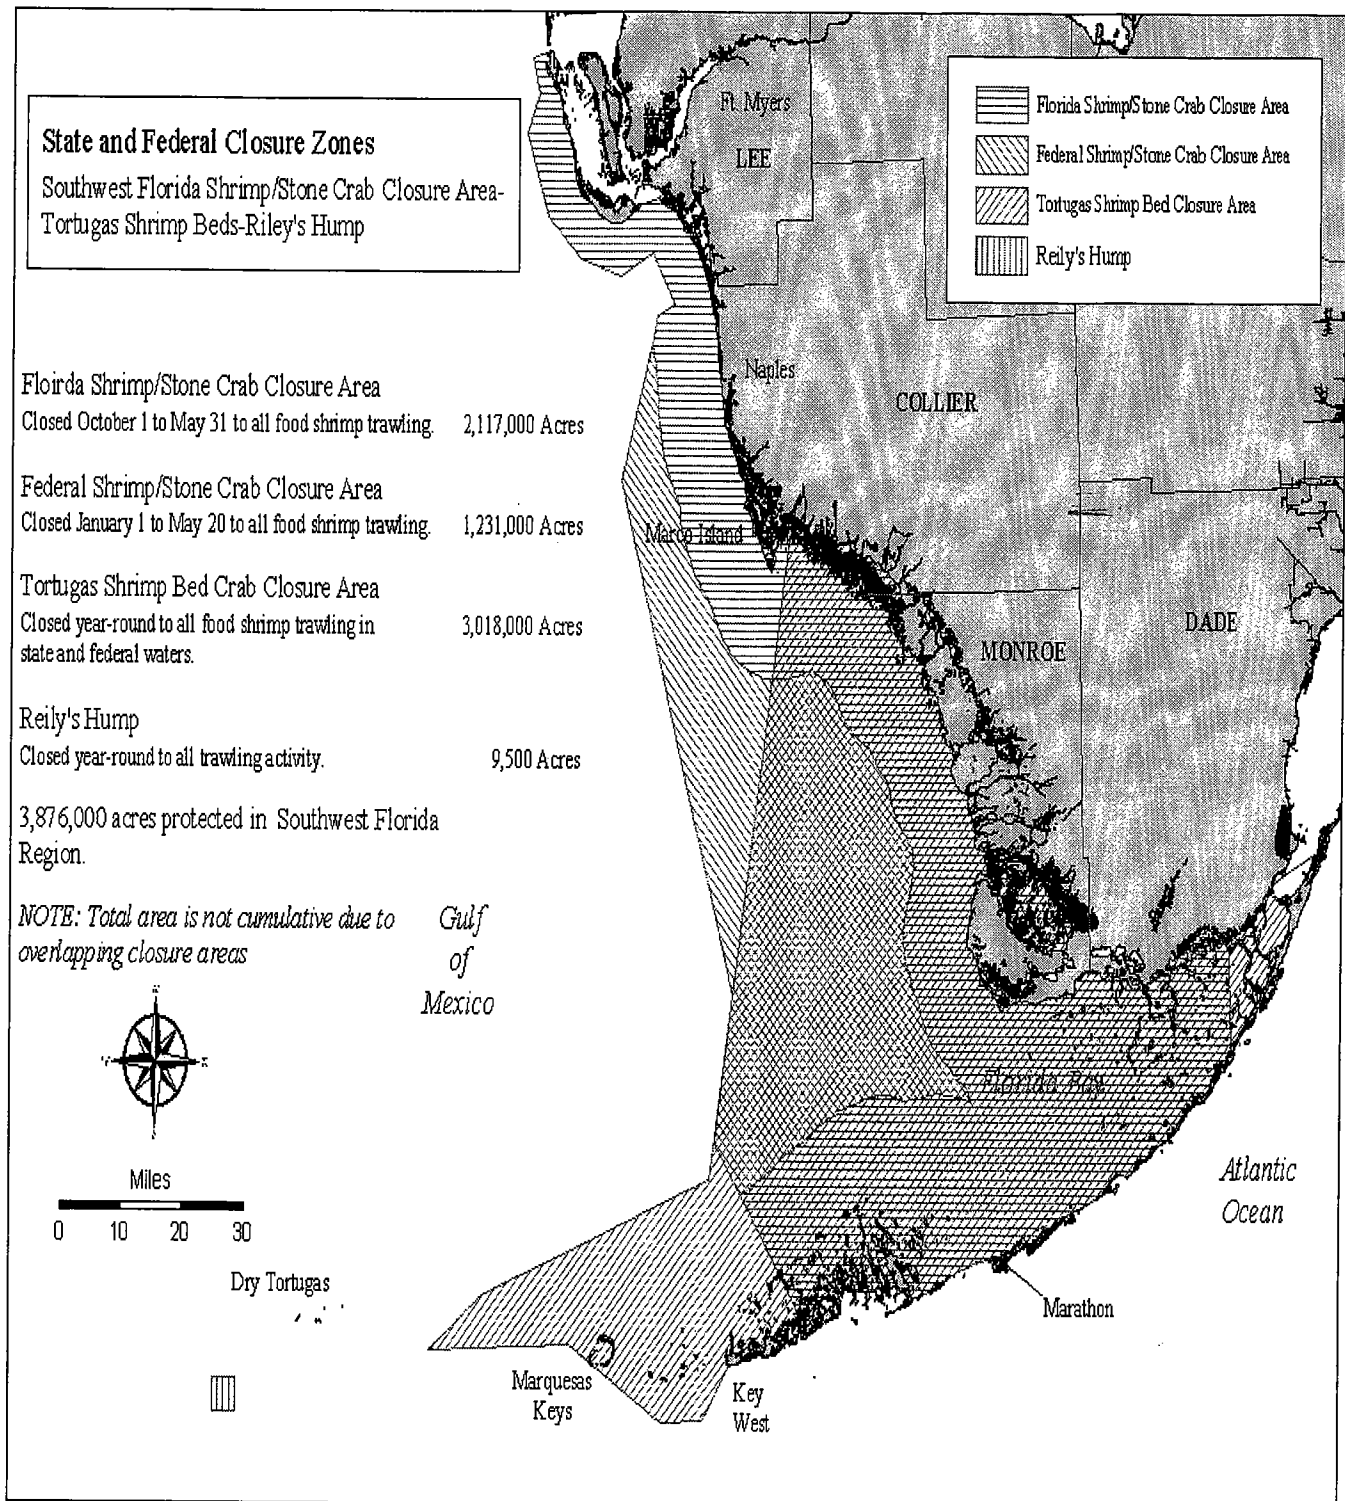 State and Federal Closure Zones
Southwest Florida Shrimp/Stone Crab Closure Area-
Tortugas Shrimp Beds-Riley's Hump
Florida Shrimp/Stone Crab Closure Area
Federal Shrimp/Stone Crab Closure Area
Tortugas Shrimp Bed Closure Area
Reily's Hump
Ft. Myers
LEE
Naples
COLLIER
Marco Island
MONROE
DADE
Floirda Shrimp/Stone Crab Closure Area
Closed October 1 to May 31 to all food shrimp trawling. 2,117,000 Acres
Federal Shrimp/Stone Crab Closure Area
Closed January 1 to May 20 to all food shrimp trawling. 1,231,000 Acres
Tortugas Shrimp Bed Crab Closure Area
Closed year-round to all food shrimp trawling in 3,018,000 Acres
state and federal waters.
Reily's Hump
Closed year-round to all trawling activity. 9,500 Acres
3,876,000 acres protected in Southwest Florida
Region.
NOTE: Total area is not cumulative due to
overlapping closure areas
Gulf
of
Mexico
Florida Bay
Atlantic
Ocean
Miles
0 10 20 30
Dry Tortugas
Marathon
Marquesas
Keys
Key
West